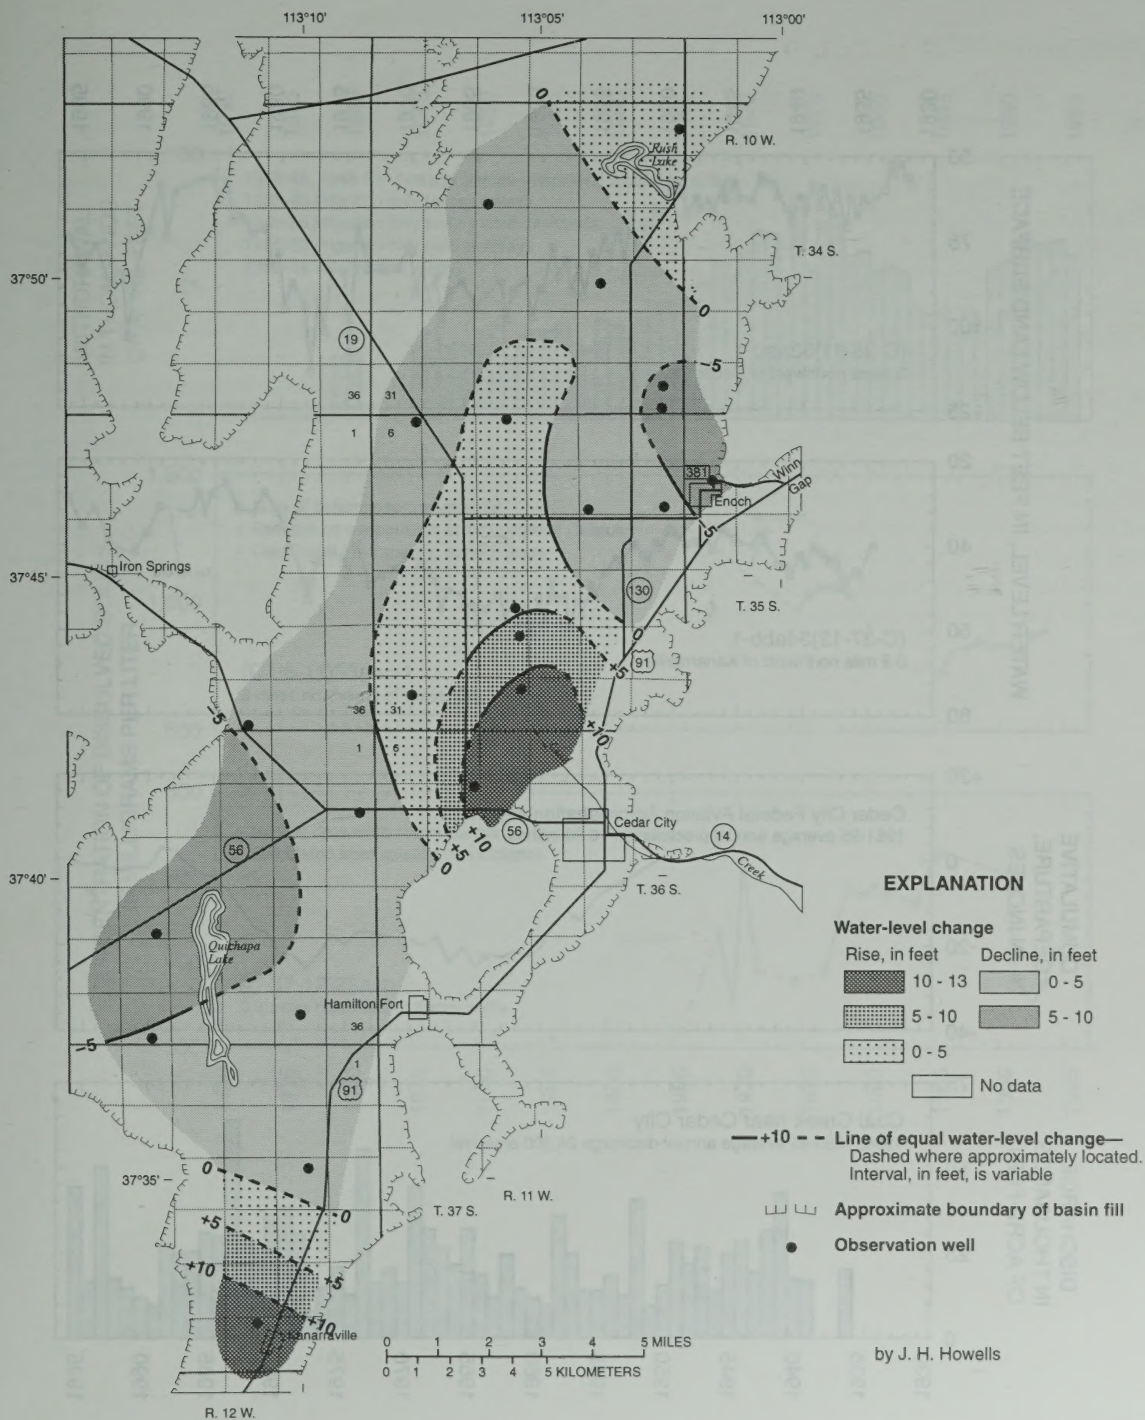 113°10'
113°05'
113°00'
0
R. 10 W.
Rush
Lake
T. 34 S.
37°50'
0
19
-5
36
31
1
6
381
Winn
Gap
Enoch
-5
37°45'
Iron Springs
T. 35 S.
130
0
91
+5
-5
36
31
+10
1
6
Cedar City
56
+10
+5
0
14
Creek
56
37°40'
T. 36 S.
Quichapa
Lake
Hamilton Fort
36
-5
1
91
37°35'
0
0
R. 11 W.
T. 37 S.
+5
+10
+5
+10
Kanarraville
0 1 2 3 4 5 MILES
0 1 2 3 4 5 KILOMETERS
R. 12 W.
EXPLANATION
Water-level change
Rise, in feet
Decline, in feet
10 - 13
0 - 5
5 - 10
5 - 10
0 - 5
No data
+10
Line of equal water-level change—
Dashed where approximately located.
Interval, in feet, is variable
Approximate boundary of basin fill
Observation well
by J. H. Howells